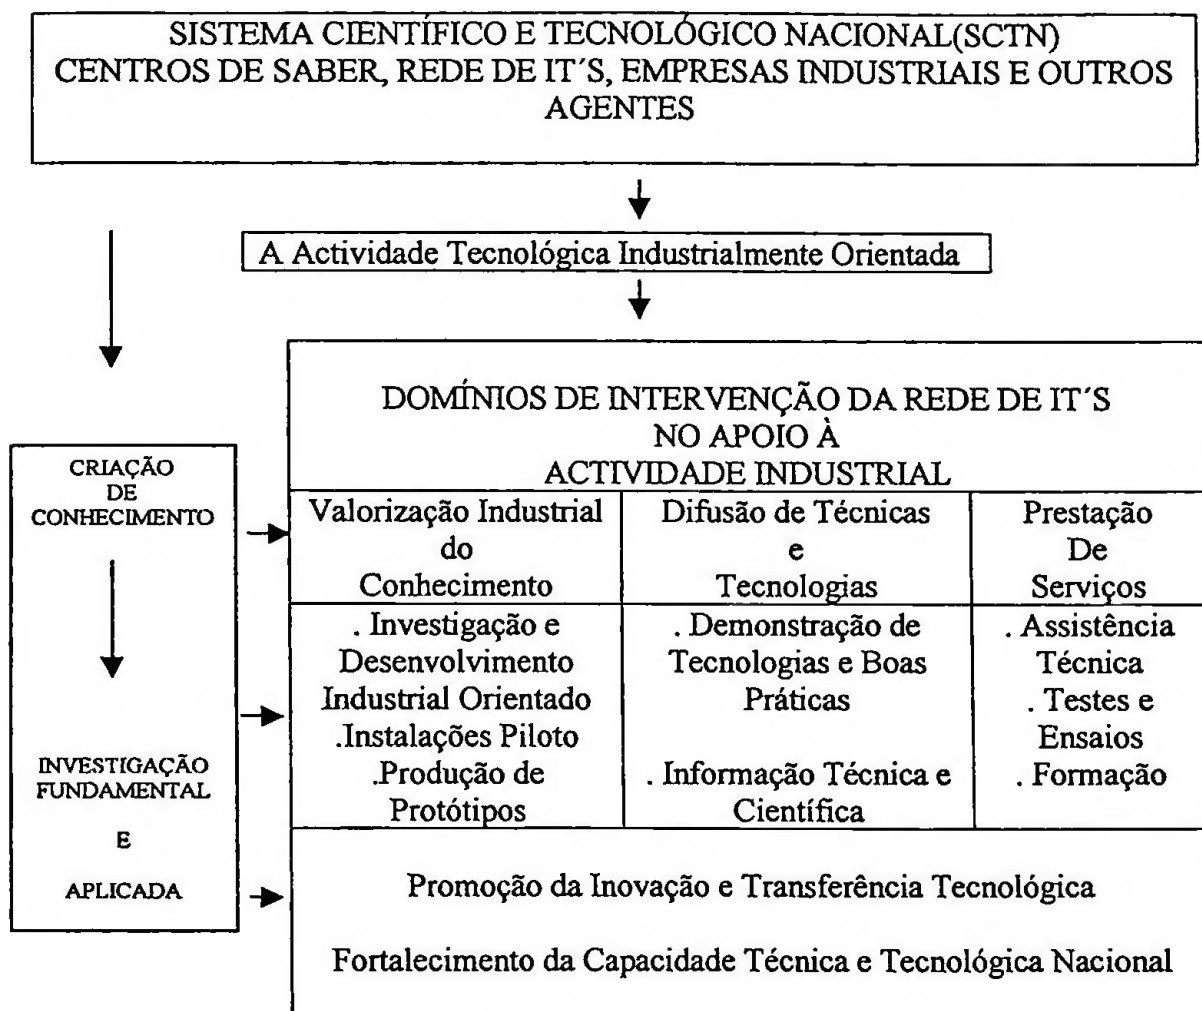 SISTEMA CIENTÍFICO E TECNOLÓGICO NACIONAL(SCTN)
CENTROS DE SABER, REDE DE IT´S, EMPRESAS INDUSTRIAIS E OUTROS
AGENTES
A Actividade Tecnológica Industrialmente Orientada
DOMÍNIOS DE INTERVENÇÃO DA REDE DE IT´S
NO APOIO À
ACTIVIDADE INDUSTRIAL
CRIAÇÃO
DE
CONHECIMENTO
INVESTIGAÇÃO
FUNDAMENTAL
E
APLICADA
Valorização Industrial
do
Conhecimento
Difusão de Técnicas
e
Tecnologias
Prestação
De
Serviços
. Investigação e
Desenvolvimento
Industrial Orientado
.Instalações Piloto
.Produção de
Protótipos
. Demonstração de
Tecnologias e Boas
Práticas
. Informação Técnica e
Científica
. Assistência
Técnica
. Testes e
Ensaios
. Formação
Promoção da Inovação e Transferência Tecnológica
Fortalecimento da Capacidade Técnica e Tecnológica Nacional